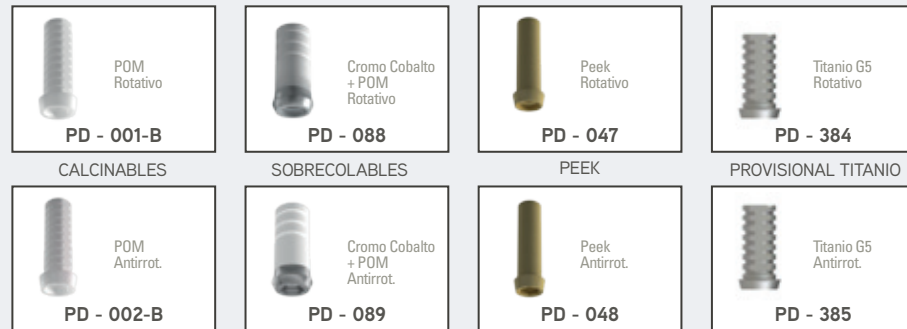 POM
Rotativo
PD - 001-B
Cromo Cobalto
+ POM
Rotativo
PD - 088
Peek
Rotativo
PD - 047
Titanio G5
Rotativo
PD - 384
CALCINABLES
SOBRECOLABLES
PEEK
PROVISIONAL TITANIO
POM
Antirrot.
PD - 002-B
Cromo Cobalto
+ POM
Antirrot.
PD - 089
Peek
Antirrot.
PD - 048
Titanio G5
Antirrot.
PD - 385